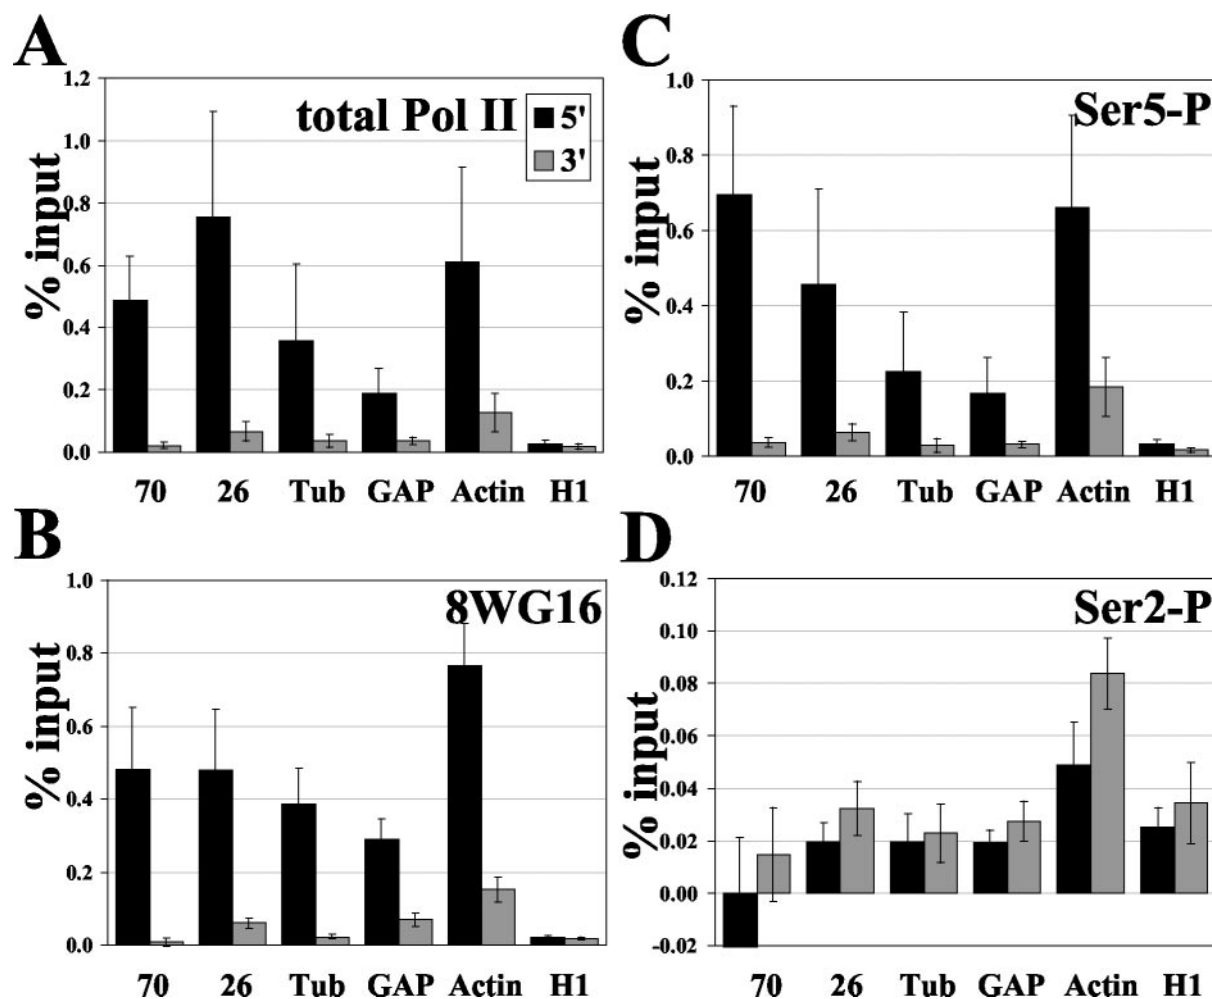 A
total Pol II
5'
3'
% input
1.2
1.0
0.8
0.6
0.4
0.2
0.0
70 26 Tub GAP Actin H1
B
8WG16
% input
1.0
0.8
0.6
0.4
0.2
0.0
70 26 Tub GAP Actin H1
C
Ser5-P
% input
1.0
0.8
0.6
0.4
0.2
0.0
70 26 Tub GAP Actin H1
D
Ser2-P
% input
0.12
0.10
0.08
0.06
0.04
0.02
0.00
-0.02
70 26 Tub GAP Actin H1